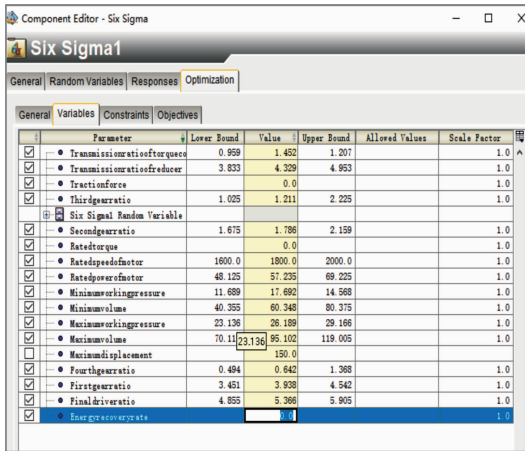 Component Editor - Six Sigma
Six Sigma1
General Random Variables Responses Optimization
General Variables Constraints Objectives
Parameter Lower Bound Value Upper Bound Allowed Values Scale Factor
Transmissionratiooftorqueco 0.959 1.452 1.207 1.0
Transmissionratioofreducer 3.833 4.329 4.953 1.0
Tractionforce 0.0 1.0
Thirdgearratio 1.025 1.211 2.225 1.0
Six Sigma1 Random Variable
Secondgearratio 1.675 1.786 2.159 1.0
Ratedtorque 0.0 1.0
Ratedspeedofmotor 1600.0 1800.0 2000.0 1.0
Ratedpowerofmotor 48.125 57.235 69.225 1.0
Minimumworkingpressure 11.689 17.692 14.568 1.0
Minimumvolume 40.355 60.348 80.375 1.0
Maximumworkingpressure 23.136 26.189 29.166 1.0
Maximumvolume 70.11 23.136 95.102 119.005 1.0
Maximumdisplacement 150.0
Fourthgearratio 0.494 0.642 1.368 1.0
Firstgearratio 3.451 3.938 4.542 1.0
Finaldriveratio 4.855 5.366 5.905 1.0
Energyrecoveryrate 0.0 1.0